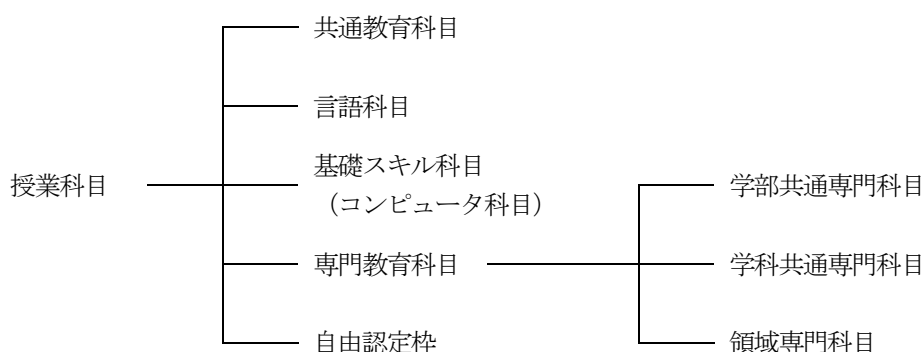 共通教育科目
言語科目
授業科目
基礎スキル科目
(コンピュータ科目)
学部共通専門科目
専門教育科目
学科共通専門科目
自由認定枠
領域専門科目